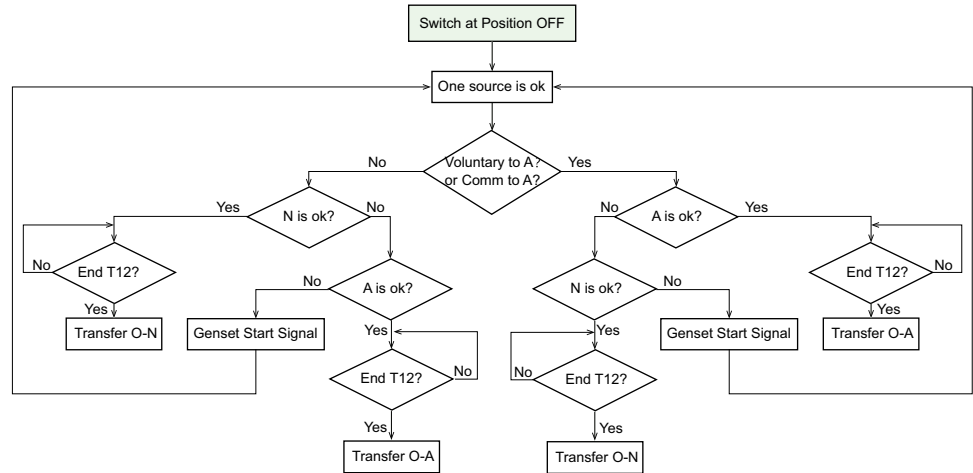 Switch at Position OFF
One source is ok
Voluntary to A?
or Comm to A?
No
Yes
N is ok?
Yes
No
A is ok?
No
Yes
End T12?
No
Yes
Transfer O-N
A is ok?
No
Yes
Genset Start Signal
End T12?
No
Yes
Transfer O-A
N is ok?
No
Yes
Genset Start Signal
End T12?
No
Yes
Transfer O-N
End T12?
No
Yes
Transfer O-A